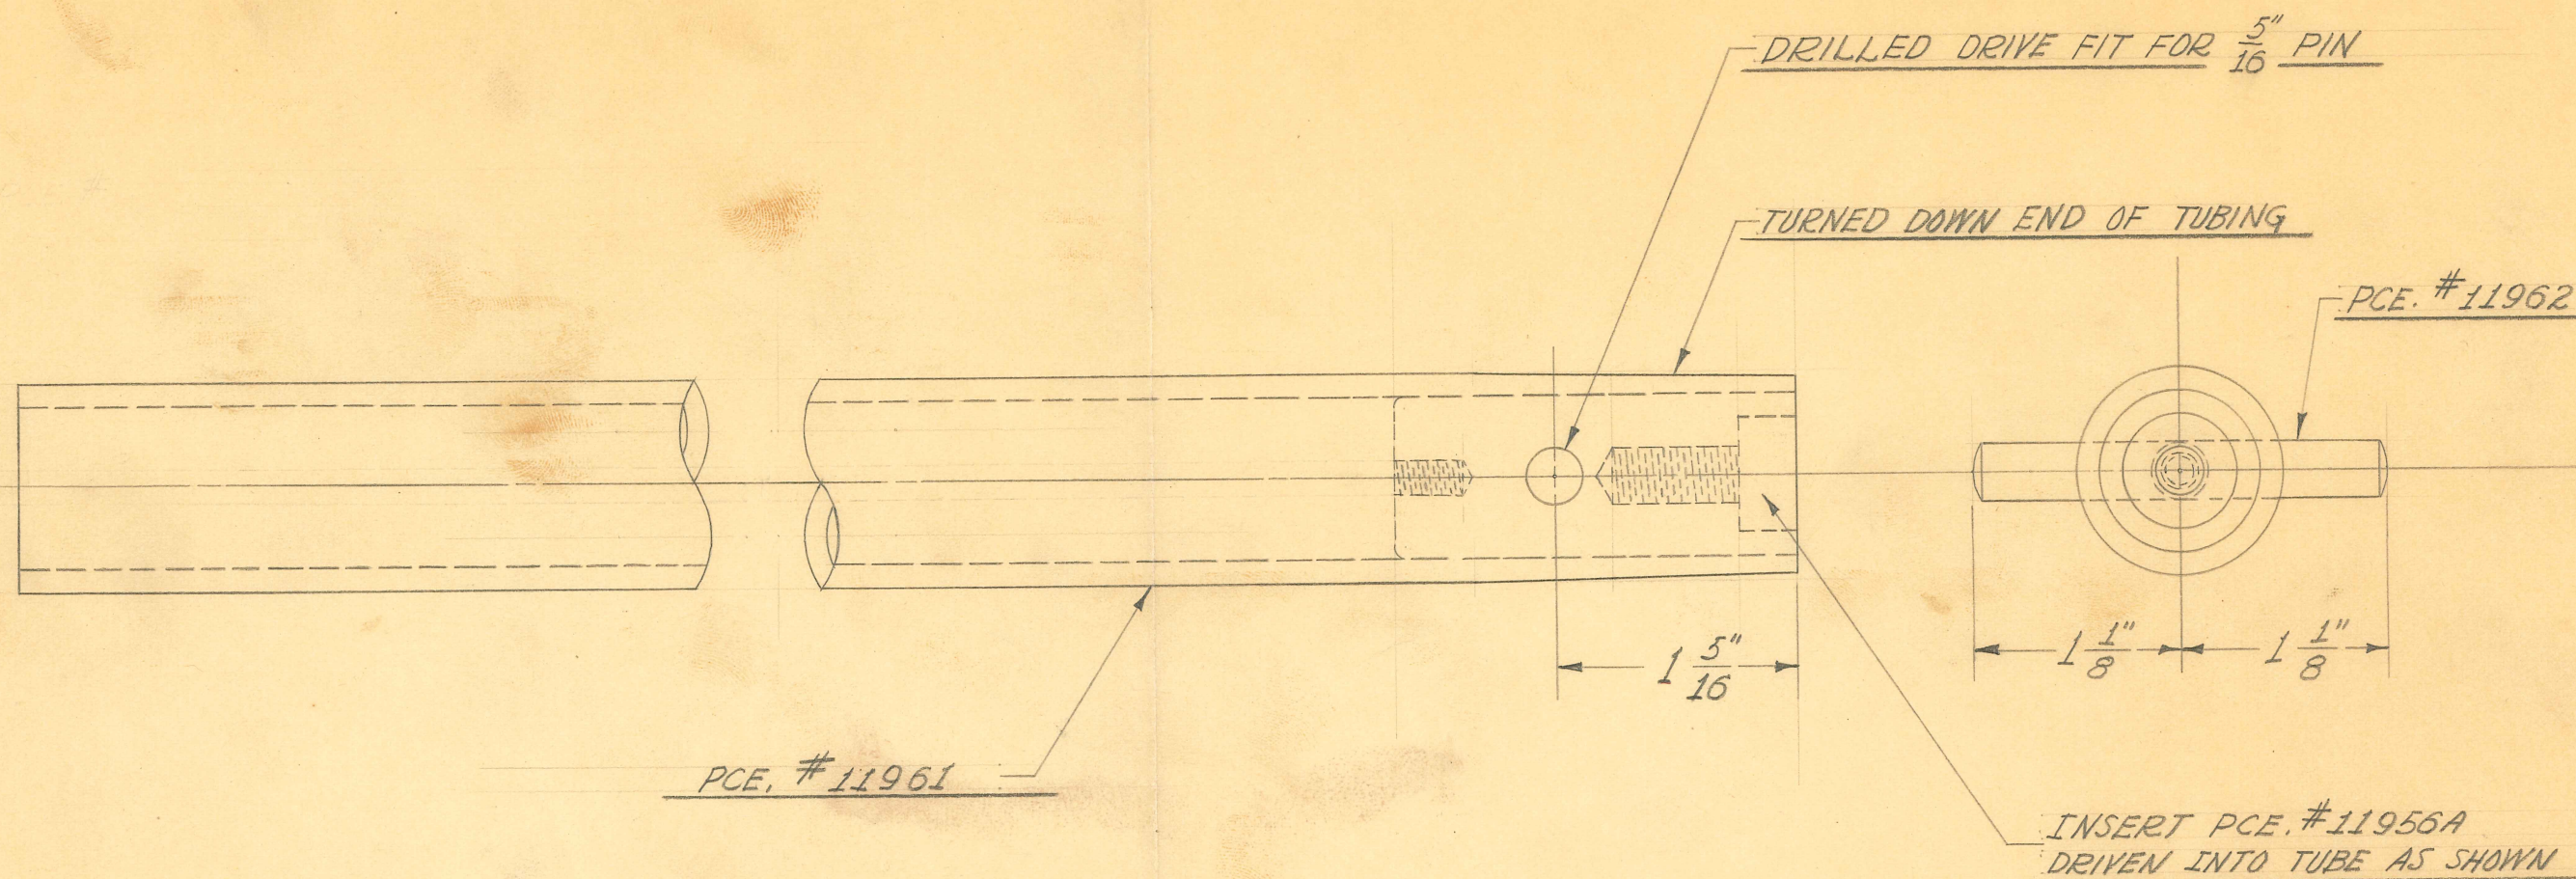 DRILLED DRIVE FIT FOR 5/16" PIN
TURNED DOWN END OF TUBING
PCE. #11962
1 5/16"
1 1/8"
1 1/8"
PCE. #11961
INSERT PCE. #11956A
DRIVEN INTO TUBE AS SHOWN